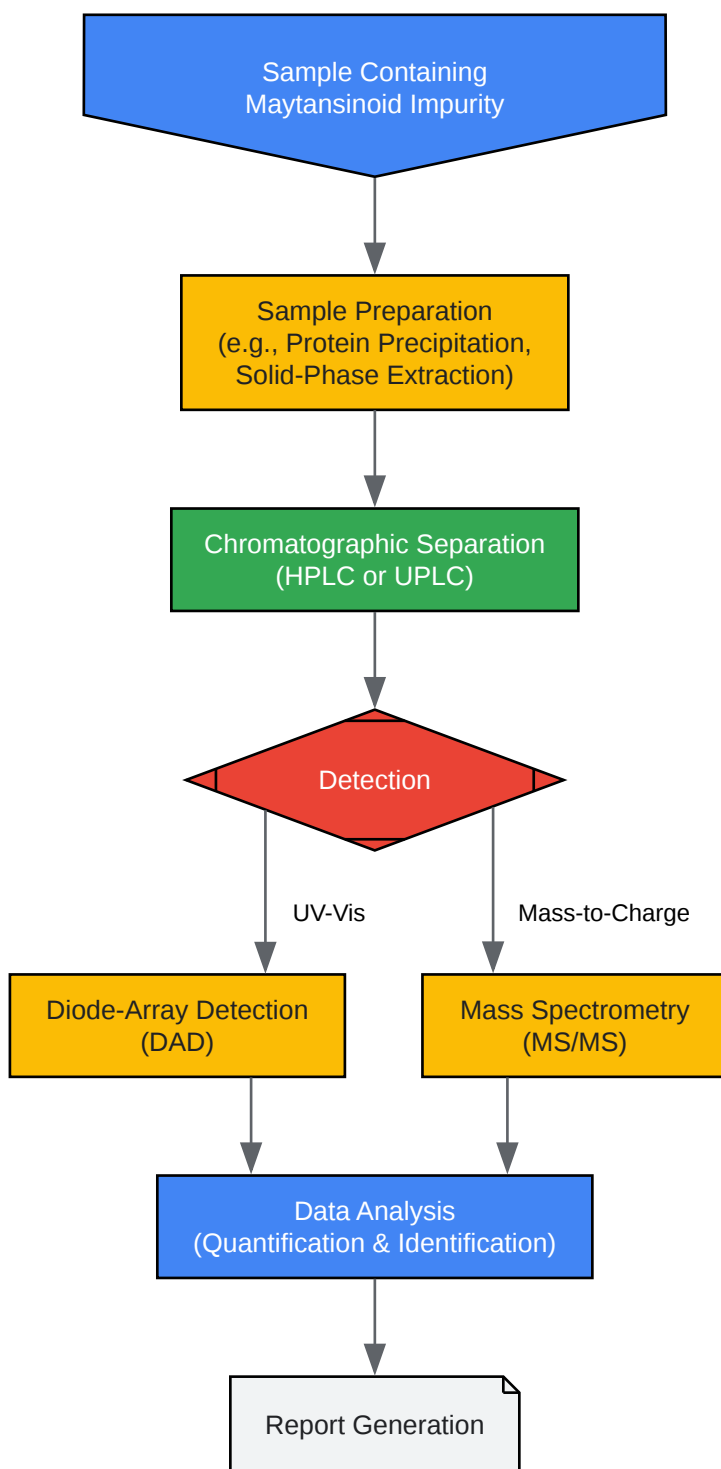 Sample Containing
Maytansinoid Impurity
Sample Preparation
(e.g., Protein Precipitation,
Solid-Phase Extraction)
Chromatographic Separation
(HPLC or UPLC)
Detection
UV-Vis
Mass-to-Charge
Diode-Array Detection
(DAD)
Mass Spectrometry
(MS/MS)
Data Analysis
(Quantification & Identification)
Report Generation